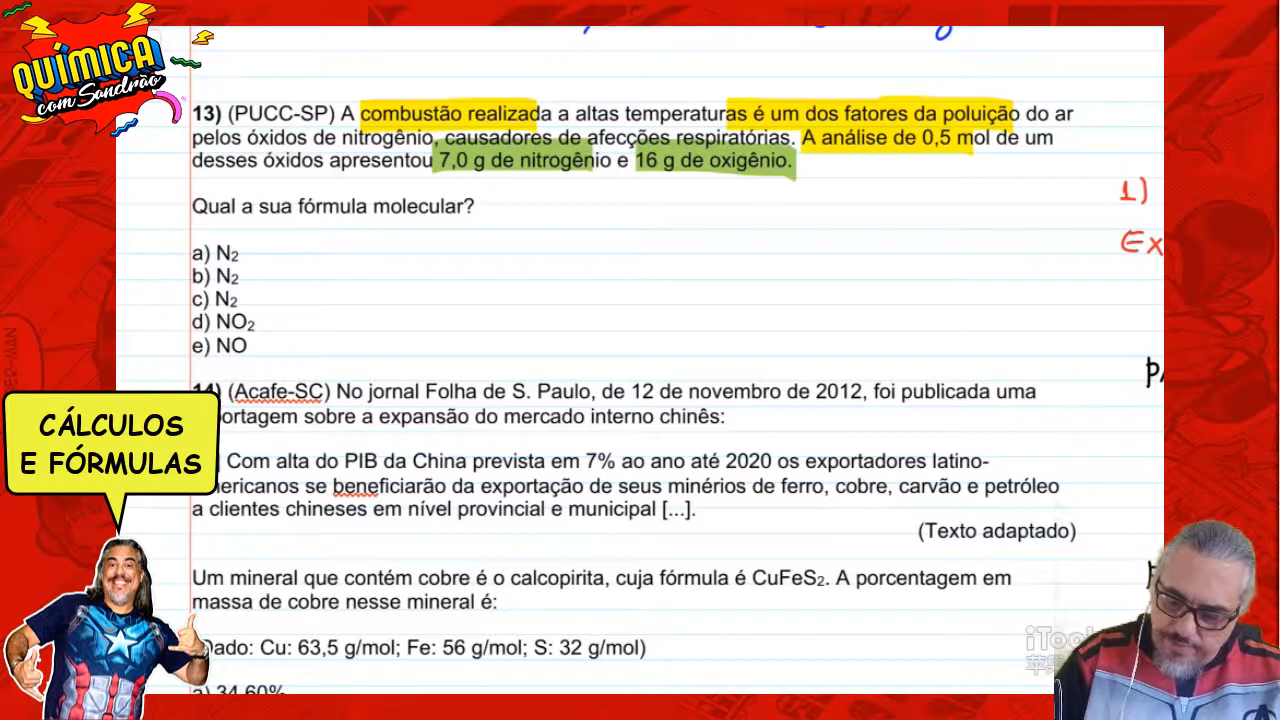 QUÍMICA
com Sandrão
13) (PUCC-SP) A combustão realizada a altas temperaturas é um dos fatores da poluição do ar
pelos óxidos de nitrogênio, causadores de afecções respiratórias. A análise de 0,5 mol de um
desses óxidos apresentou 7,0 g de nitrogênio e 16 g de oxigênio.
1)
Qual a sua fórmula molecular?
Ex
a) N2
b) N2
c) N2
d) NO2
e) NO
14) (Acafe-SC) No jornal Folha de S. Paulo, de 12 de novembro de 2012, foi publicada uma
portagem sobre a expansão do mercado interno chinês:
CÁLCULOS
E FÓRMULAS
Com alta do PIB da China prevista em 7% ao ano até 2020 os exportadores latino-
mericanos se beneficiarão da exportação de seus minérios de ferro, cobre, carvão e petróleo
a clientes chineses em nível provincial e municipal [...].
(Texto adaptado)
Um mineral que contém cobre é o calcopirita, cuja fórmula é CuFeS2. A porcentagem em
massa de cobre nesse mineral é:
Dado: Cu: 63,5 g/mol; Fe: 56 g/mol; S: 32 g/mol)
a) 34,60%